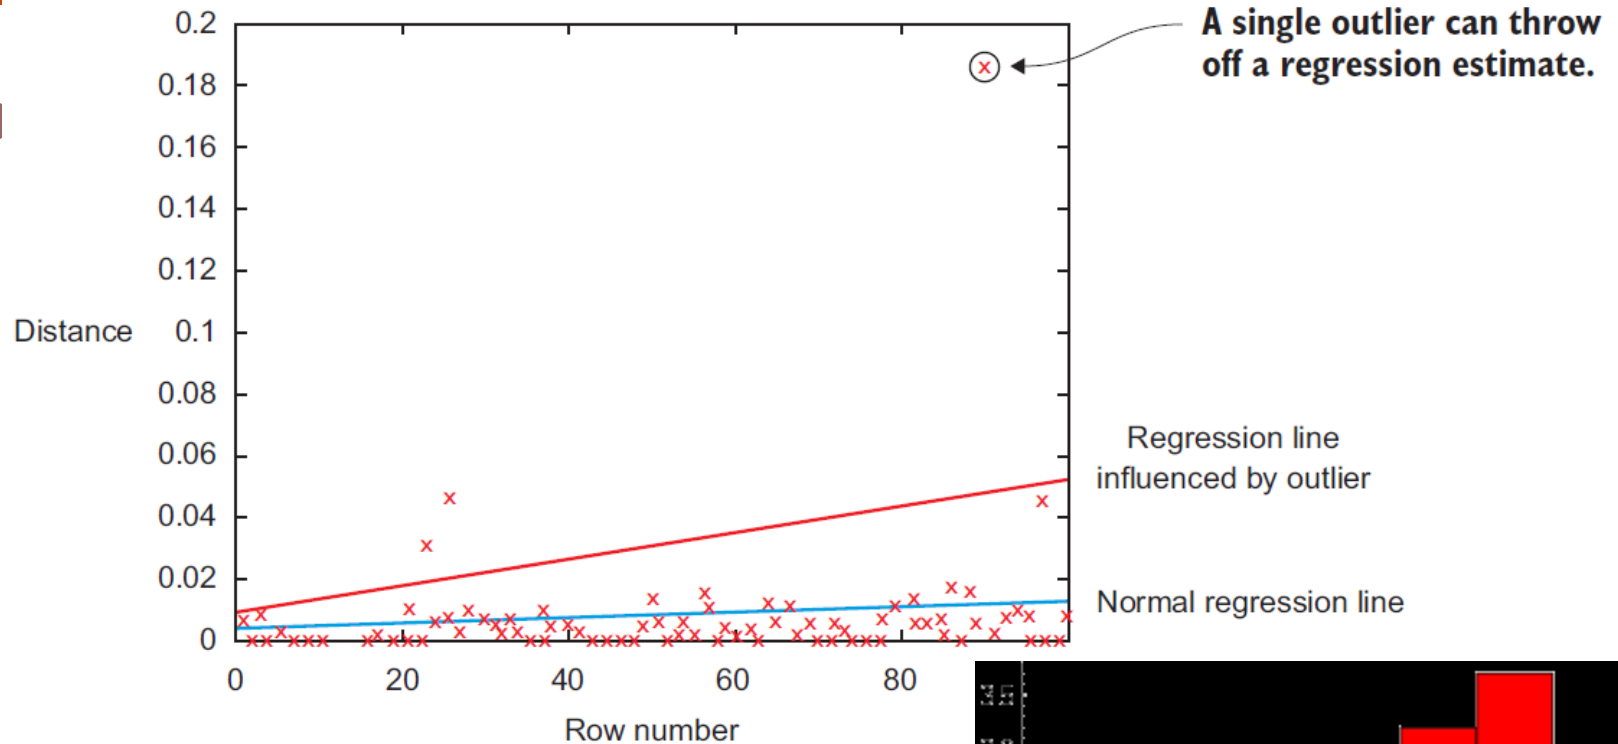 A single outlier can throw
off a regression estimate.
0.2
0.18
0.16
0.14
0.12
Distance 0.1
0.08
0.06
0.04
0.02
0
Regression line
influenced by outlier
Normal regression line
0 20 40 60 80
Row number